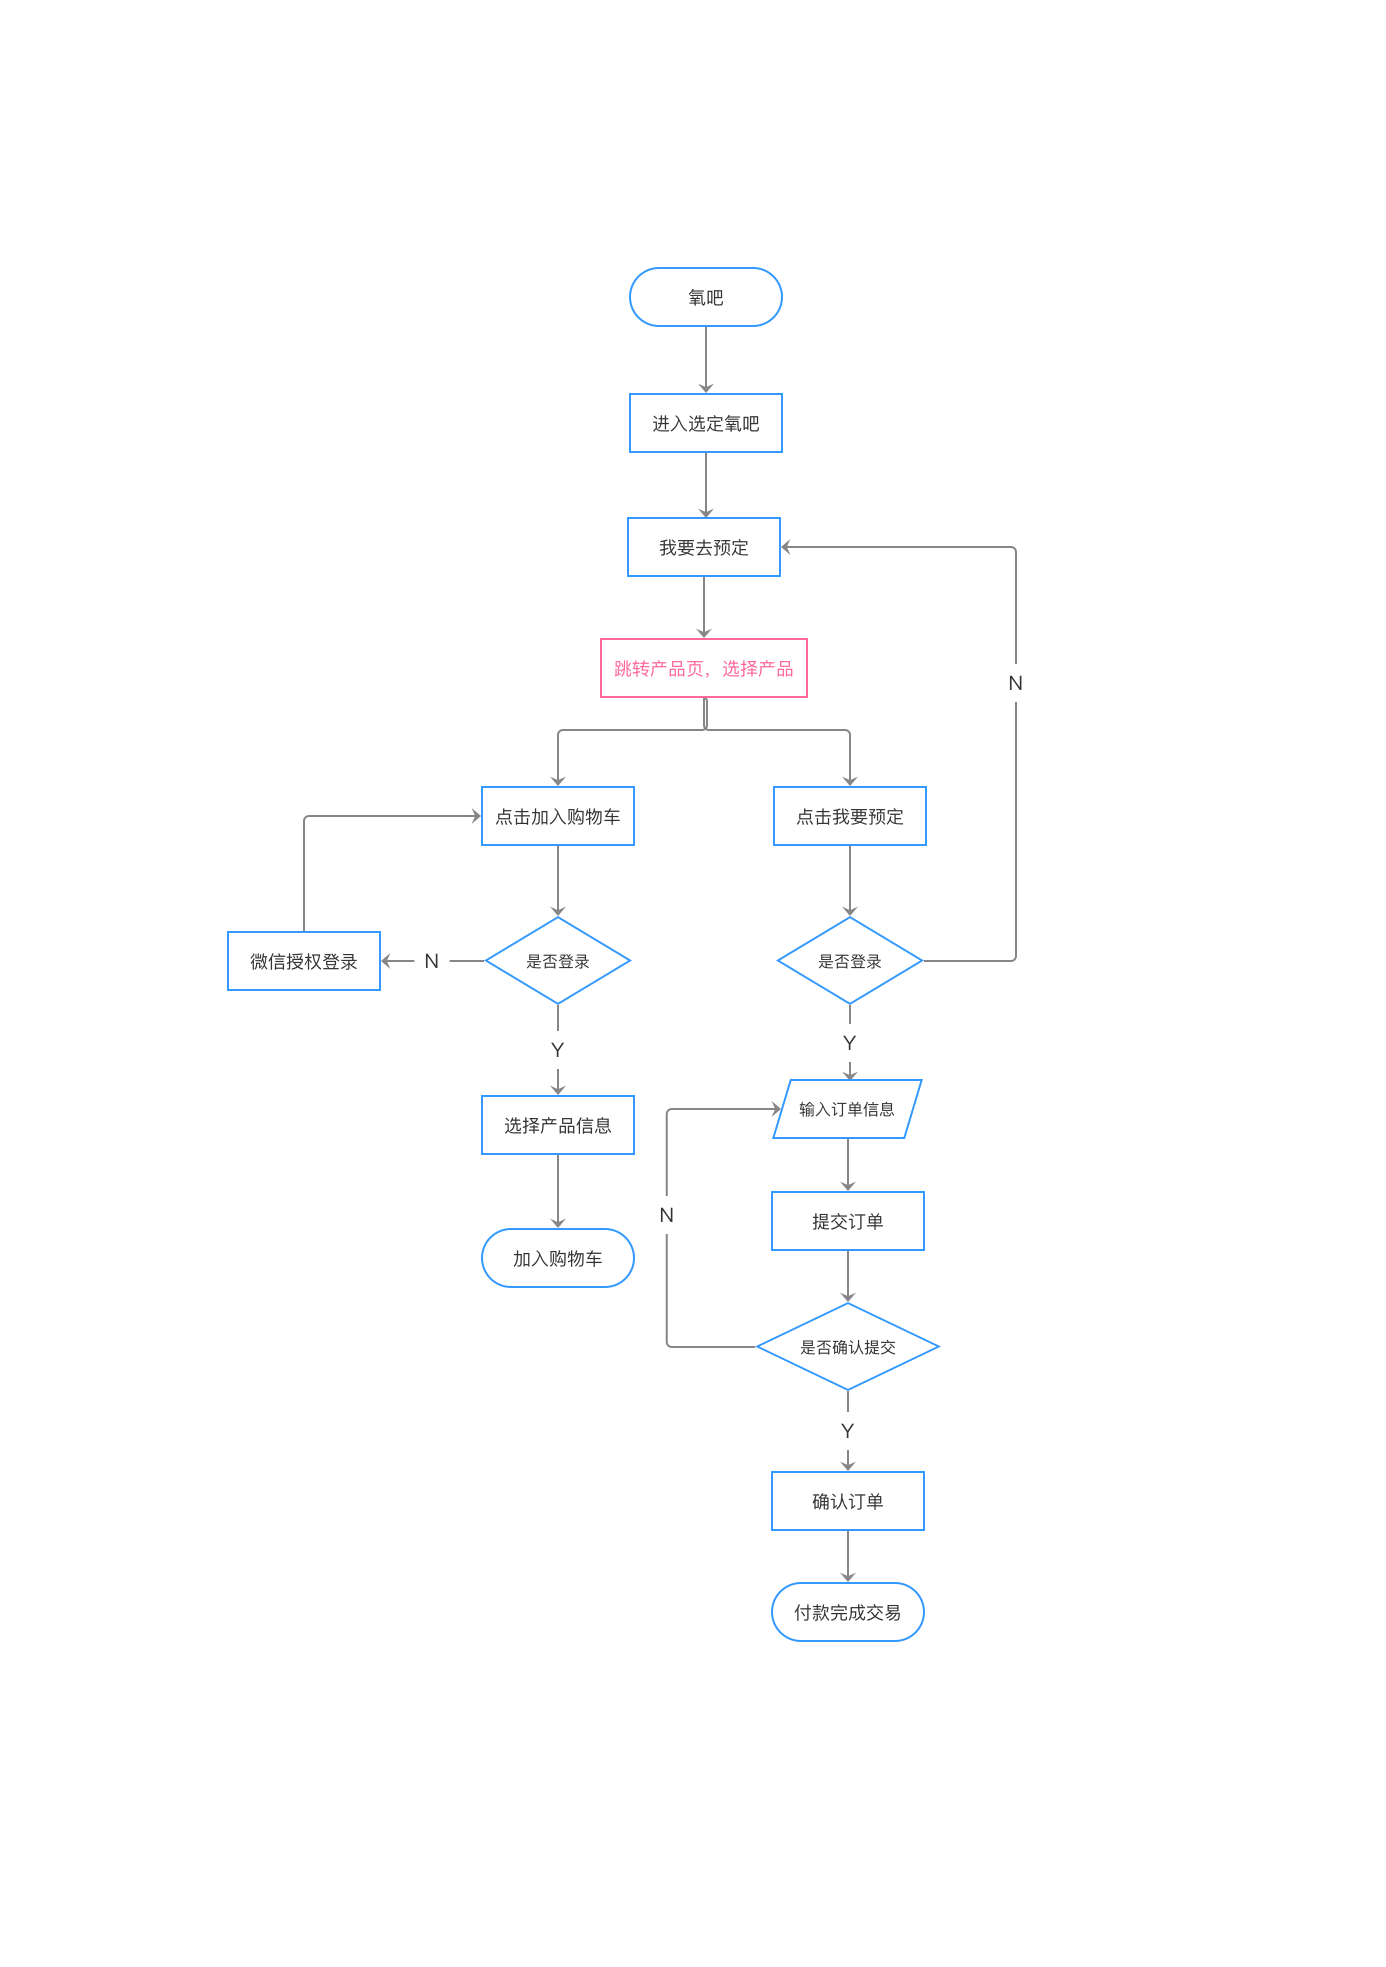 氧吧
进入选定氧吧
我要去预定
跳转产品页，选择产品
N
点击加入购物车
点击我要预定
微信授权登录
N
是否登录
是否登录
Y
Y
选择产品信息
输入订单信息
N
提交订单
加入购物车
是否确认提交
Y
确认订单
付款完成交易